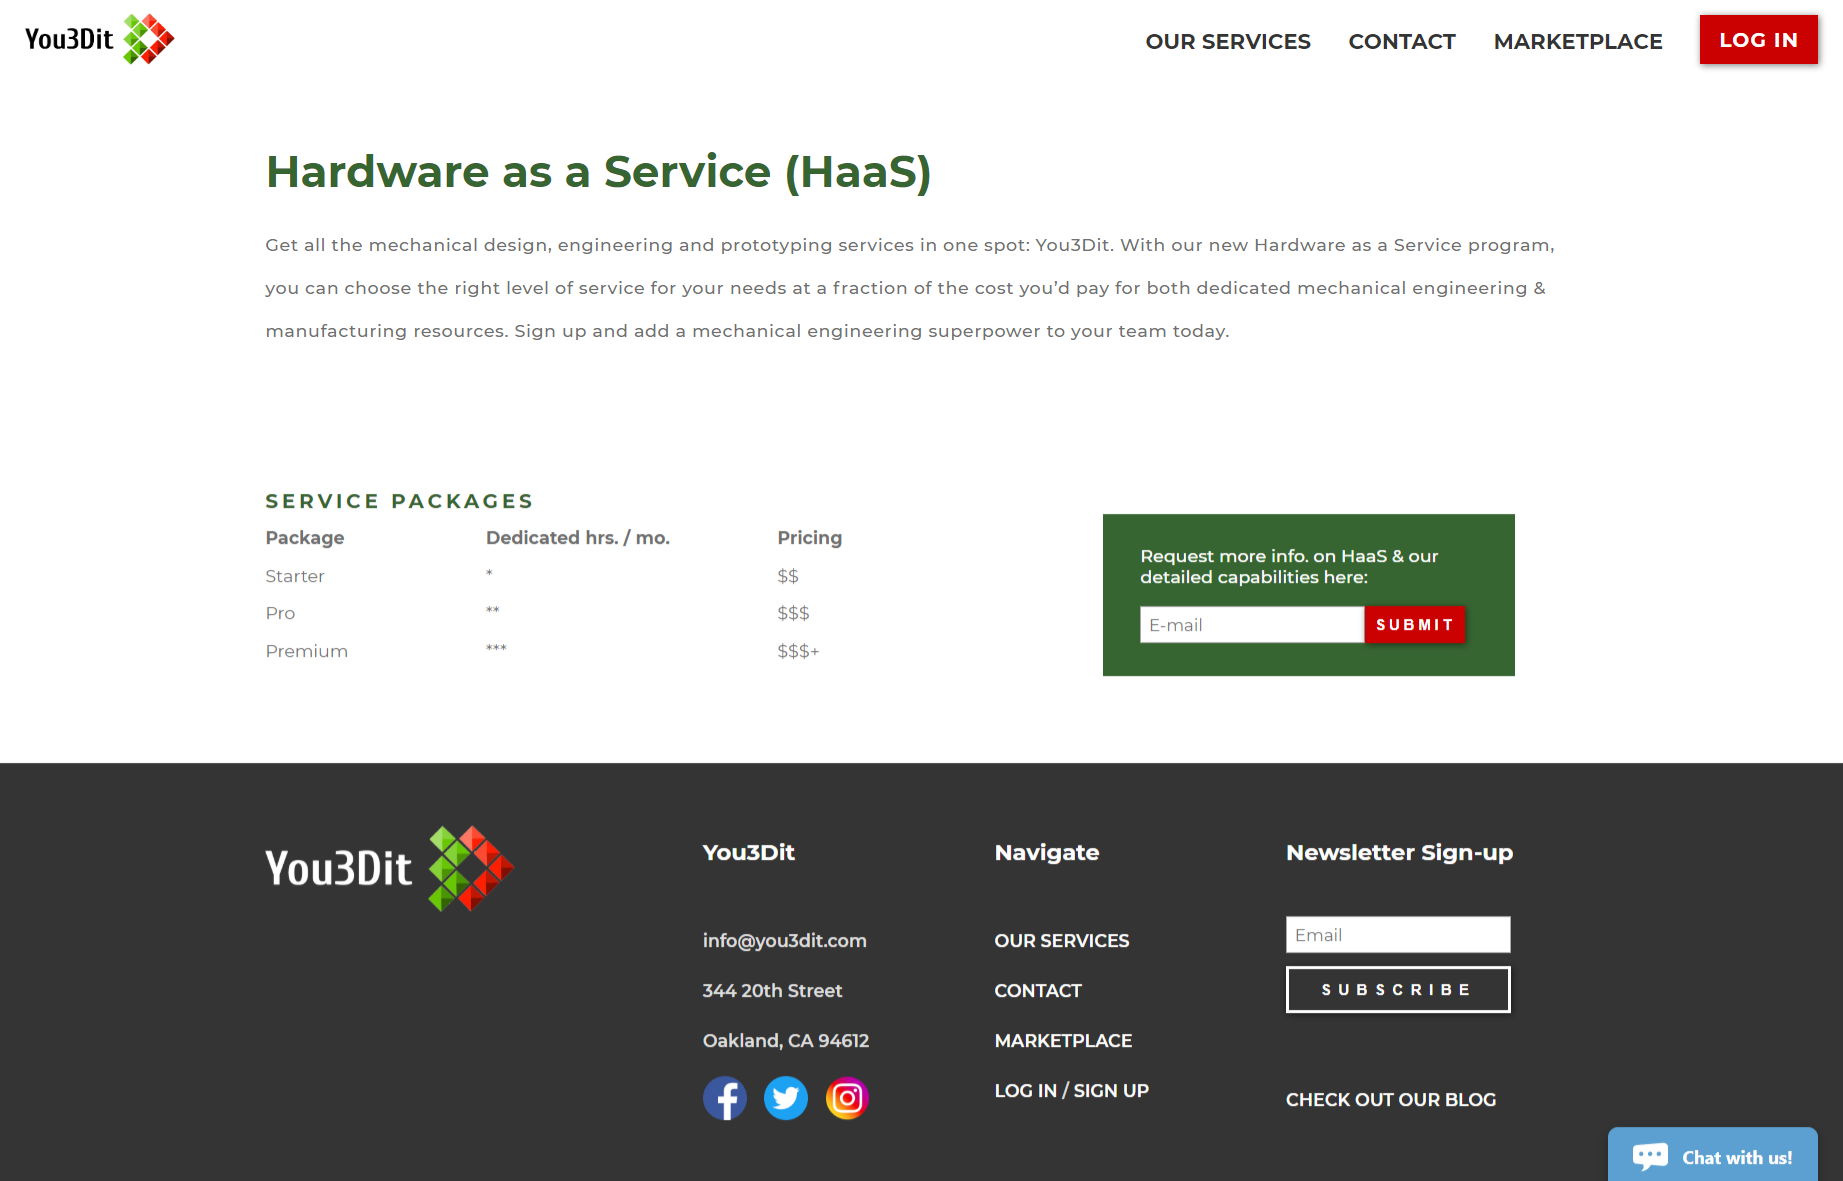 You3Dit
OUR SERVICES
CONTACT
MARKETPLACE
LOG IN
Hardware as a Service (HaaS)
Get all the mechanical design, engineering and prototyping services in one spot: You3Dit. With our new Hardware as a Service program,
you can choose the right level of service for your needs at a fraction of the cost you’d pay for both dedicated mechanical engineering &
manufacturing resources. Sign up and add a mechanical engineering superpower to your team today.
SERVICE PACKAGES
Package Dedicated hrs. / mo. Pricing
Starter * $$
Pro ** $$$
Premium *** $$$+
Request more info. on HaaS & our
detailed capabilities here:
E-mail
SUBMIT
You3Dit
You3Dit
info@you3dit.com
344 20th Street
Oakland, CA 94612
Navigate
OUR SERVICES
CONTACT
MARKETPLACE
LOG IN / SIGN UP
Newsletter Sign-up
Email
SUBSCRIBE
CHECK OUT OUR BLOG
Chat with us!